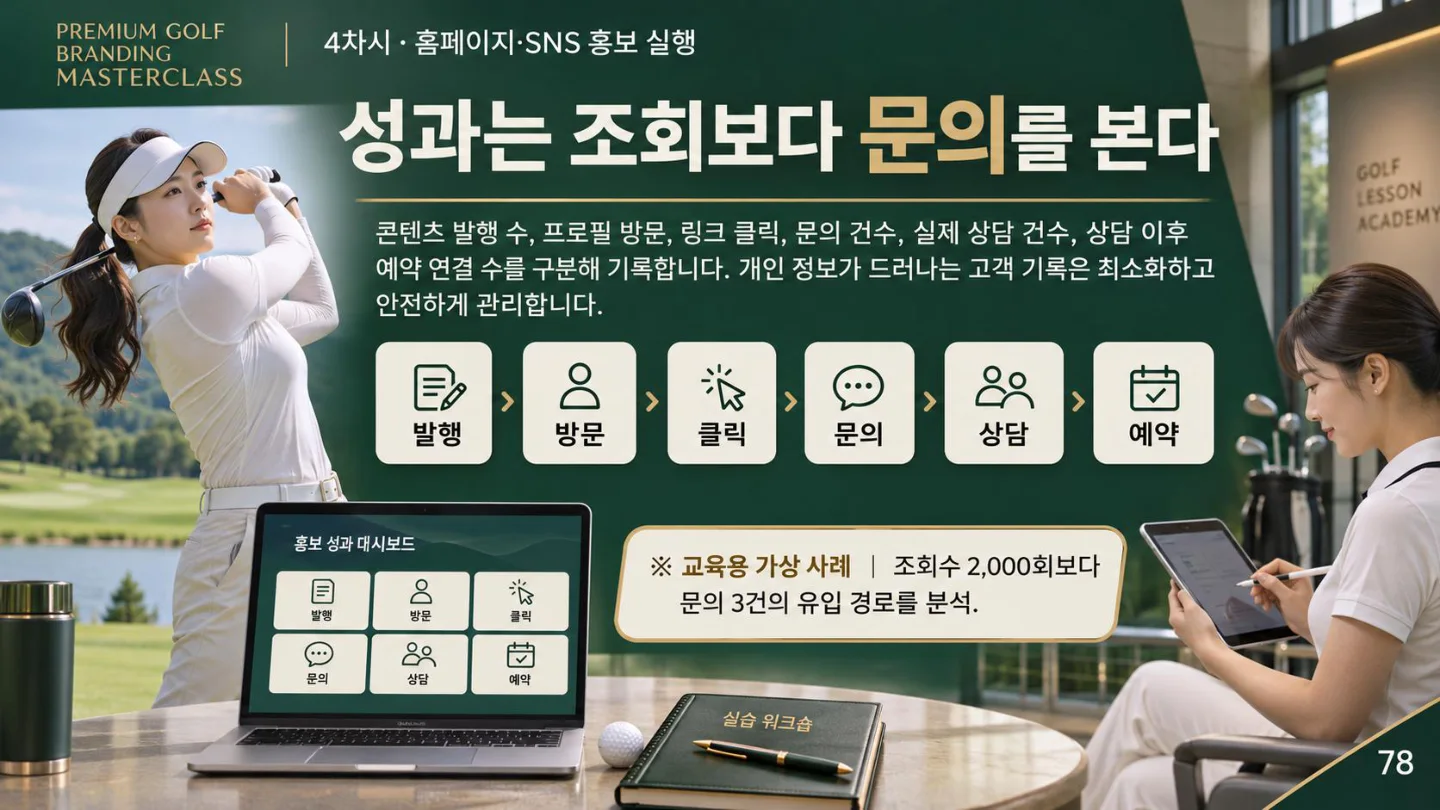 PREMIUM GOLF
BRANDING
MASTERCLASS
4차시 · 홈페이지·SNS 홍보 실행
성과는 조회보다 문의를 본다
콘텐츠 발행 수, 프로필 방문, 링크 클릭, 문의 건수, 실제 상담 건수, 상담 이후
예약 연결 수를 구분해 기록합니다. 개인 정보가 드러나는 고객 기록은 최소화하고
안전하게 관리합니다.
발행 > 방문 > 클릭 > 문의 > 상담 > 예약
GOLF
LESSON
ACADEMY
홍보 성과 대시보드
발행 방문 클릭
문의 상담 예약
※ 교육용 가상 사례 | 조회수 2,000회보다
문의 3건의 유입 경로를 분석.
실습 워크숍
78